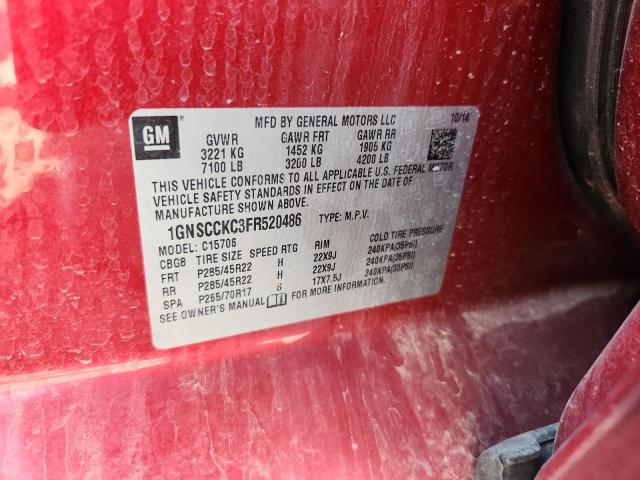 GM ®
MFD BY GENERAL MOTORS LLC 10/14
GVWR GAWR FRT GAWR RR
3221 KG 1452 KG 1905 KG
7100 LB 3200 LB 4200 LB
THIS VEHICLE CONFORMS TO ALL APPLICABLE U.S. FEDERAL MOTOR
VEHICLE SAFETY STANDARDS IN EFFECT ON THE DATE OF
MANUFACTURE SHOWN ABOVE.
1GNSCCKC3FR520486 TYPE: M.P.V.
MODEL: C15706
CBGB TIRE SIZE SPEED RTG RIM COLD TIRE PRESSURE
FRT P285/45R22 H 22X9J 240KPA(35PSI)
RR P285/45R22 H 22X9J 240KPA(35PSI)
SPA P265/70R17 S 17X7.5J 240KPA(35PSI)
SEE OWNER'S MANUAL FOR MORE INFORMATION.